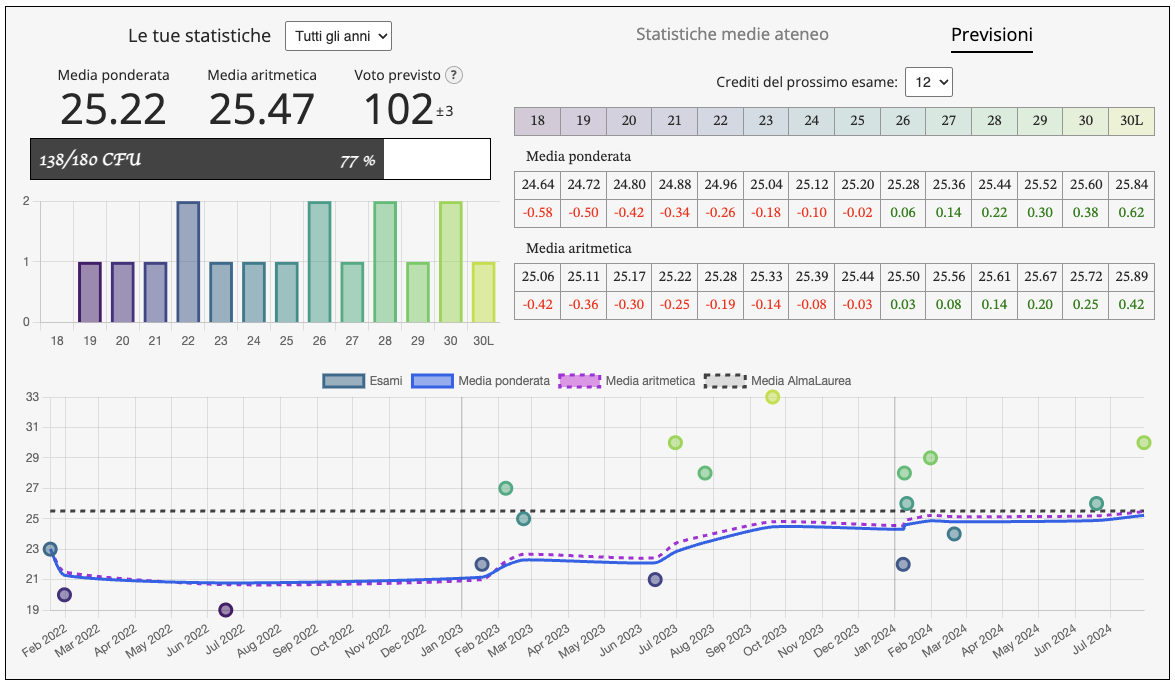 Le tue statistiche
Tutti gli anni
Statistiche medie ateneo
Previsioni
Media ponderata
Media aritmetica
Voto previsto ?
25.22
25.47
102 ±3
138/180 CFU
77 %
Crediti del prossimo esame: 12
18 19 20 21 22 23 24 25 26 27 28 29 30 30L
Media ponderata
24.64 24.72 24.80 24.88 24.96 25.04 25.12 25.20 25.28 25.36 25.44 25.52 25.60 25.84
-0.58 -0.50 -0.42 -0.34 -0.26 -0.18 -0.10 -0.02 0.06 0.14 0.22 0.30 0.38 0.62
Media aritmetica
25.06 25.11 25.17 25.22 25.28 25.33 25.39 25.44 25.50 25.56 25.61 25.67 25.72 25.89
-0.42 -0.36 -0.30 -0.25 -0.19 -0.14 -0.08 -0.03 0.03 0.08 0.14 0.20 0.25 0.42
2
1
0
18 19 20 21 22 23 24 25 26 27 28 29 30 30L
Esami Media ponderata Media aritmetica Media AlmaLaurea
33
31
29
27
25
23
21
19
Feb 2022 Mar 2022 Apr 2022 May 2022 Jun 2022 Jul 2022 Aug 2022 Sep 2022 Oct 2022 Nov 2022 Dec 2022 Jan 2023 Feb 2023 Mar 2023 Apr 2023 May 2023 Jun 2023 Jul 2023 Aug 2023 Sep 2023 Oct 2023 Nov 2023 Dec 2023 Jan 2024 Feb 2024 Mar 2024 Apr 2024 May 2024 Jun 2024 Jul 2024